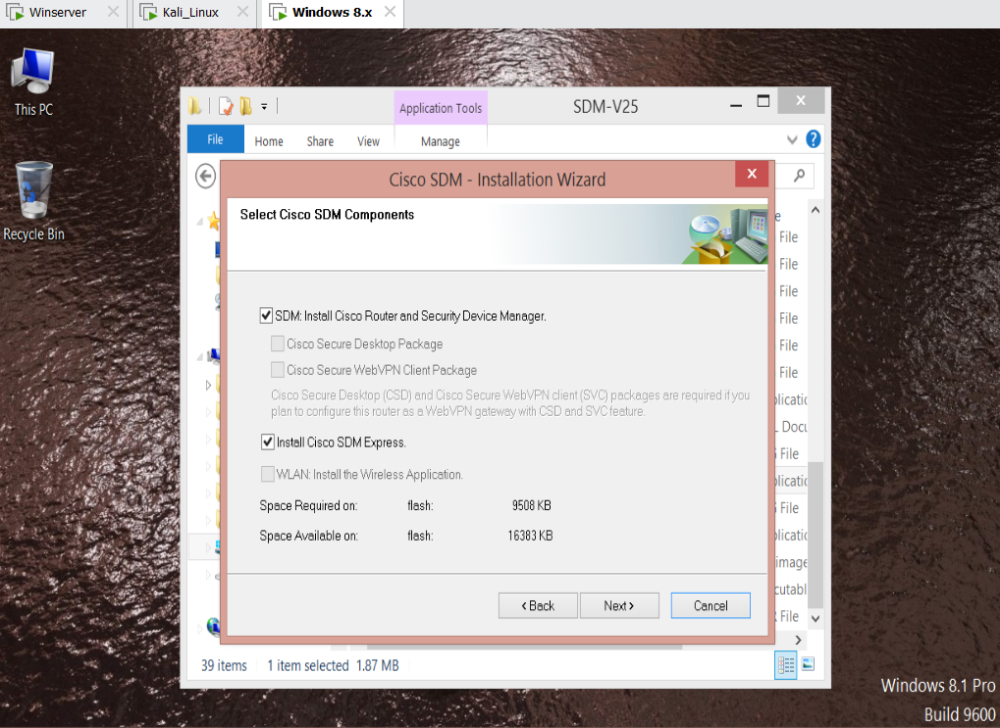 Winserver
Kali_Linux
Windows 8.x
This PC
Recycle Bin
Application Tools
SDM-V25
File
Home
Share
View
Manage
Cisco SDM - Installation Wizard
Select Cisco SDM Components
SDM: Install Cisco Router and Security Device Manager.
Cisco Secure Desktop Package
Cisco Secure WebVPN Client Package
Cisco Secure Desktop (CSD) and Cisco Secure WebVPN client (SVC) packages are required if you
plan to configure this router as a WebVPN gateway with CSD and SVC feature.
Install Cisco SDM Express.
WLAN: Install the Wireless Application.
Space Required on: flash: 9508 KB
Space Available on: flash: 16383 KB
< Back
Next >
Cancel
File
File
File
File
File
File
File
File
image
File
39 items
1 item selected 1.87 MB
Windows 8.1 Pro
Build 9600